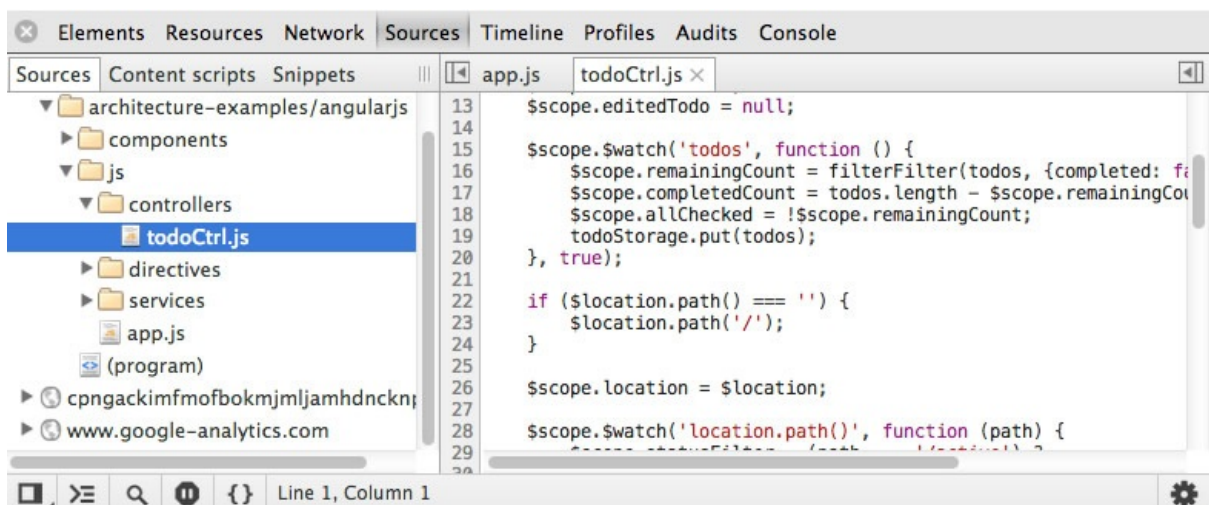 Elements Resources Network Sources Timeline Profiles Audits Console
Sources Content scripts Snippets
app.js todoCtrl.js
architecture-examples/angularjs
components
js
controllers
todoCtrl.js
directives
services
app.js
(program)
cpngackimfmofbokmjmljamhdnckn
www.google-analytics.com
13 $scope.editedTodo = null;
14
15 $scope.$watch('todos', function () {
16 $scope.remainingCount = filterFilter(todos, {completed: fa
17 $scope.completedCount = todos.length - $scope.remainingCou
18 $scope.allChecked = !$scope.remainingCount;
19 todoStorage.put(todos);
20 }, true);
21
22 if ($location.path() === '') {
23 $location.path('/');
24 }
25
26 $scope.location = $location;
27
28 $scope.$watch('location.path()', function (path) {
29
Line 1, Column 1